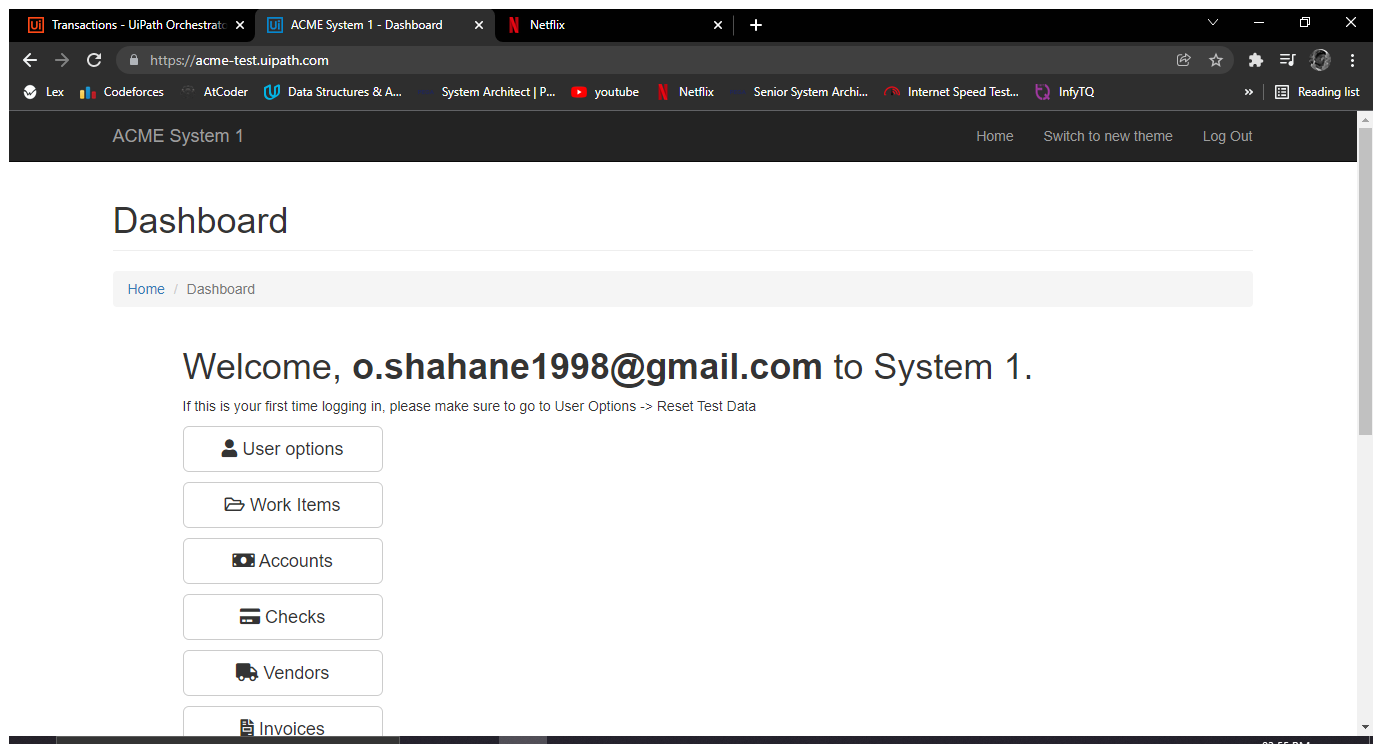 Transactions - UiPath Orchestrato
ACME System 1 - Dashboard
Netflix
https://acme-test.uipath.com
Lex
Codeforces
AtCoder
Data Structures & A...
System Architect | P...
youtube
Netflix
Senior System Archi...
Internet Speed Test...
InfyTQ
»
Reading list
ACME System 1
Home
Switch to new theme
Log Out
Dashboard
Home / Dashboard
Welcome, o.shahane1998@gmail.com to System 1.
If this is your first time logging in, please make sure to go to User Options -> Reset Test Data
User options
Work Items
Accounts
Checks
Vendors
Invoices